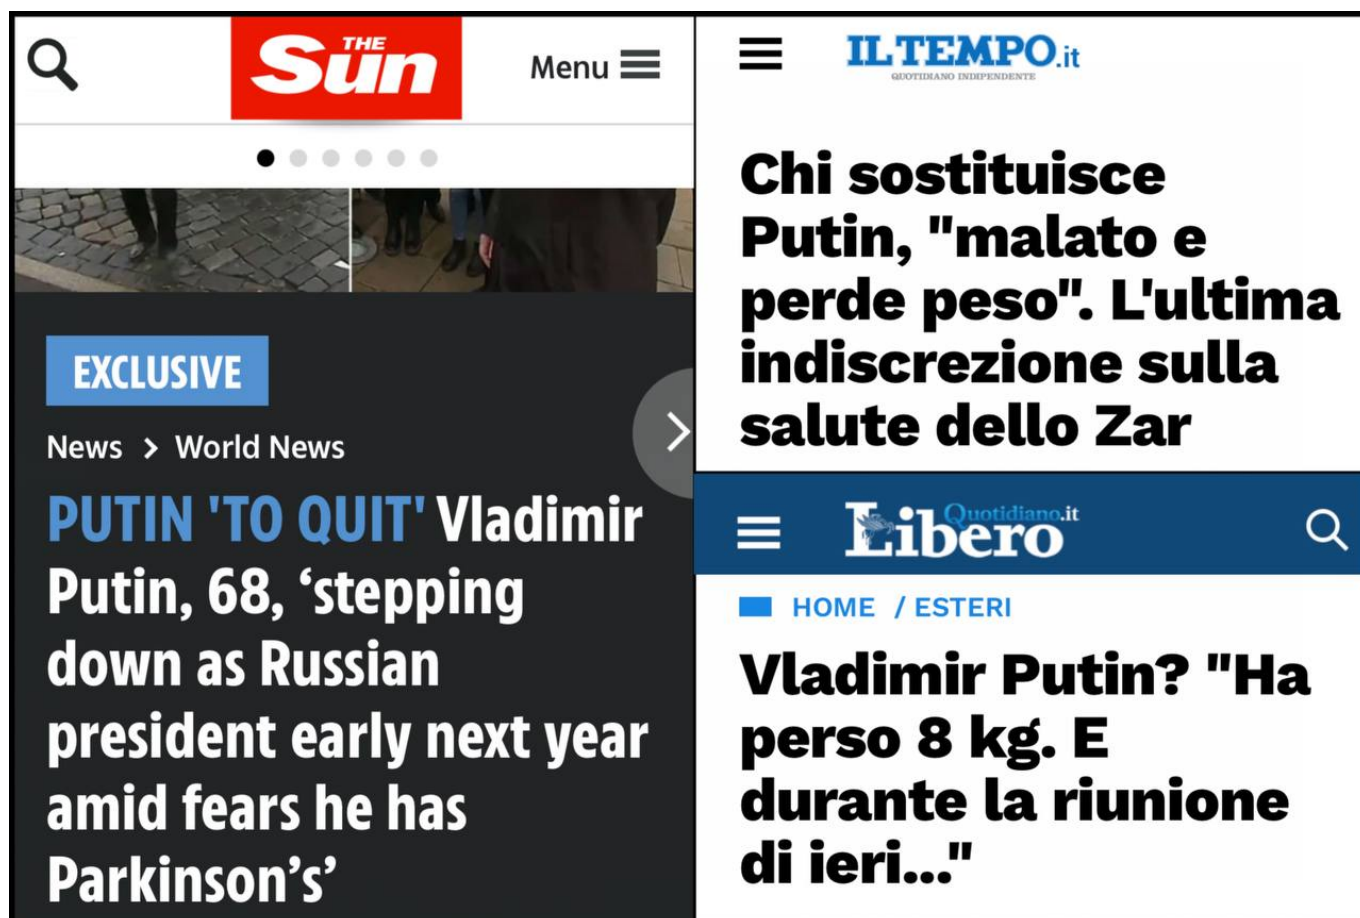 THE
Sun
Menu
EXCLUSIVE
News > World News
PUTIN 'TO QUIT' Vladimir
Putin, 68, ‘stepping
down as Russian
president early next year
amid fears he has
Parkinson’s’
IL TEMPO.it
QUOTIDIANO INDIPENDENTE
Chi sostituisce
Putin, "malato e
perde peso". L'ultima
indiscrezione sulla
salute dello Zar
Libero
Quotidiano.it
HOME / ESTERI
Vladimir Putin? "Ha
perso 8 kg. E
durante la riunione
di ieri..."